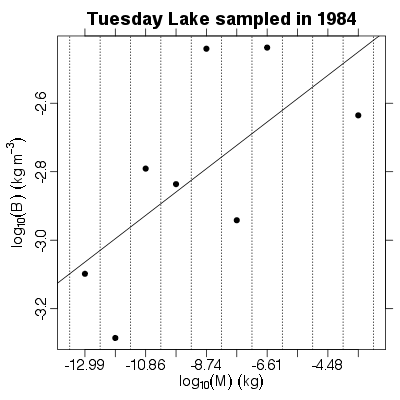 Tuesday Lake sampled in 1984
log₁₀(B) (kg m⁻³)
-2.6
-2.8
-3.0
-3.2
-12.99 -10.86 -8.74 -6.61 -4.48
log₁₀(M) (kg)